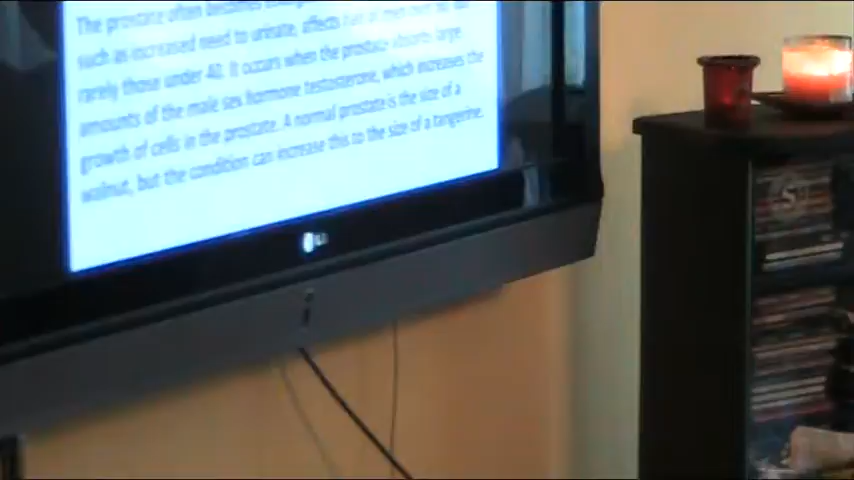 The prostate often becomes
such as increased need to urinate, affects
rarely those under 40. It occurs when the prostate absorbs large
amounts of the male sex hormone testosterone, which increases the
growth of cells in the prostate. A normal prostate is the size of a
walnut, but the condition can increase this to the size of a tangerine.